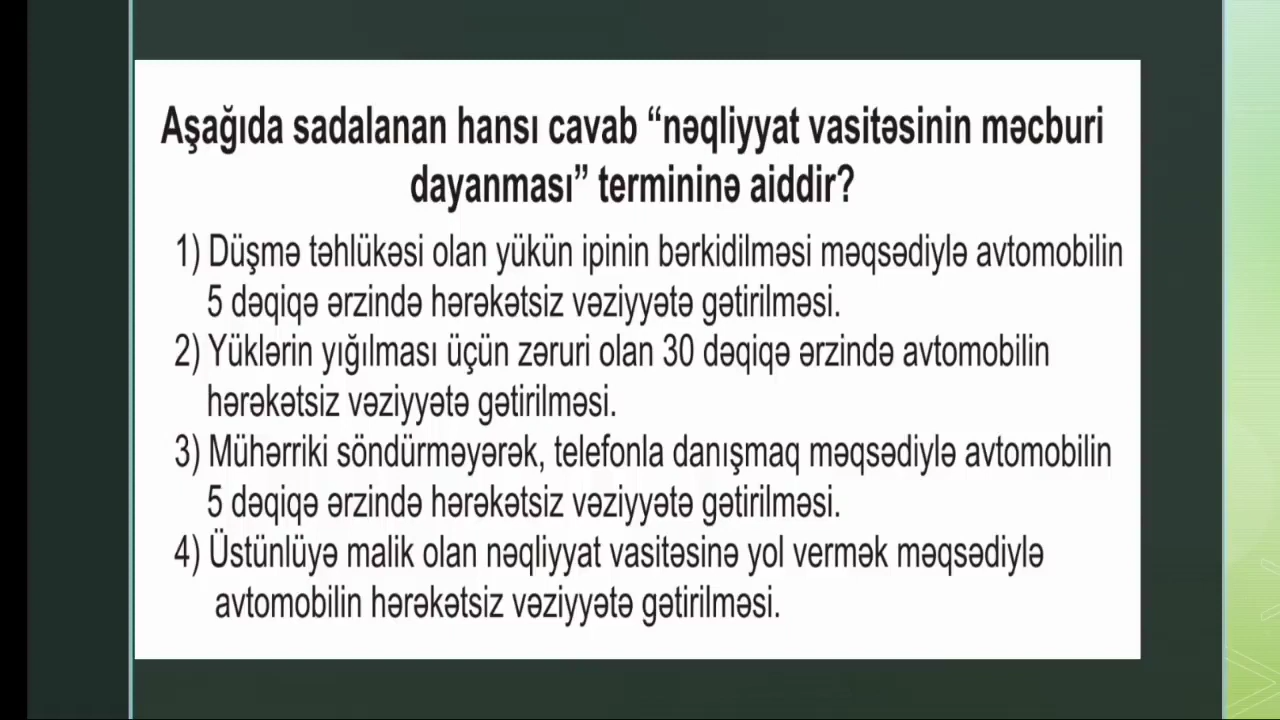 Aşağıda sadalanan hansı cavab “nəqliyyat vasitəsinin məcburi
dayanması” termininə aiddir?
1) Düşmə təhlükəsi olan yükün ipinin bərkidilməsi məqsədiylə avtomobilin
5 dəqiqə ərzində hərəkətsiz vəziyyətə gətirilməsi.
2) Yüklərin yığılması üçün zəruri olan 30 dəqiqə ərzində avtomobilin
hərəkətsiz vəziyyətə gətirilməsi.
3) Mühərriki söndürməyərək, telefonla danışmaq məqsədiylə avtomobilin
5 dəqiqə ərzində hərəkətsiz vəziyyətə gətirilməsi.
4) Üstünlüyə malik olan nəqliyyat vasitəsinə yol vermək məqsədiylə
avtomobilin hərəkətsiz vəziyyətə gətirilməsi.